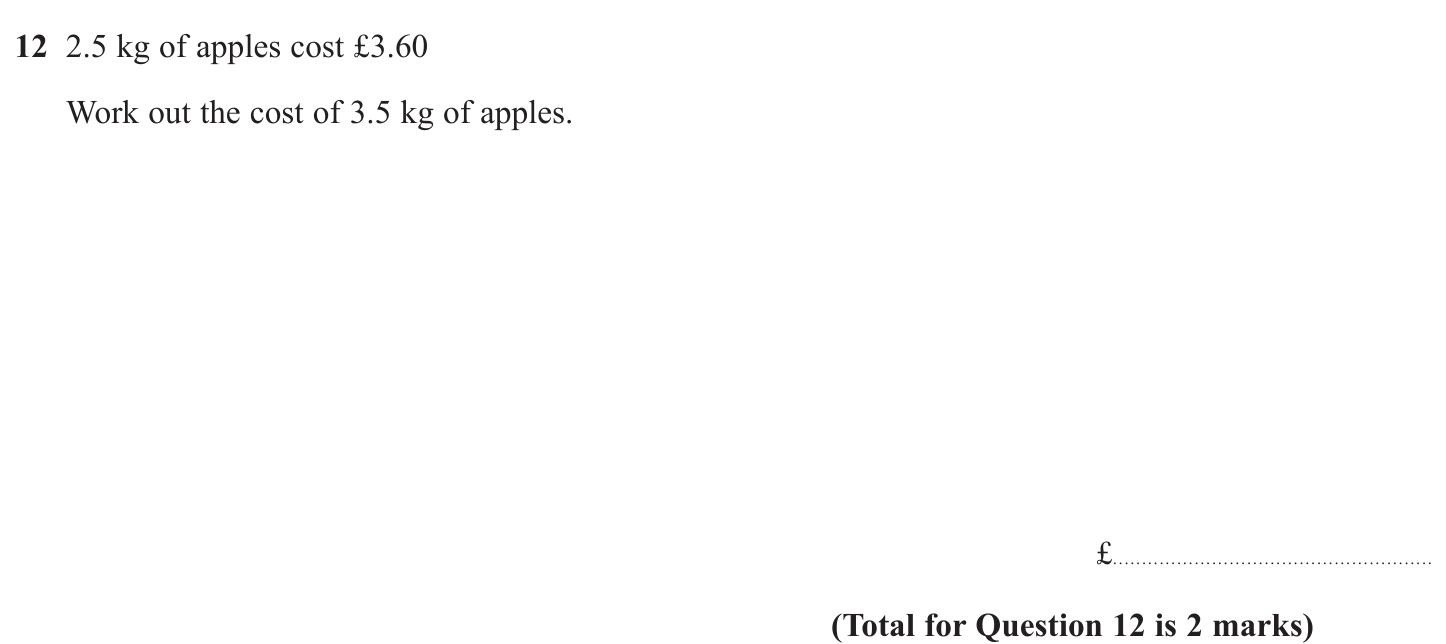 12 2.5 kg of apples cost £3.60
Work out the cost of 3.5 kg of apples.
£......................................................
(Total for Question 12 is 2 marks)